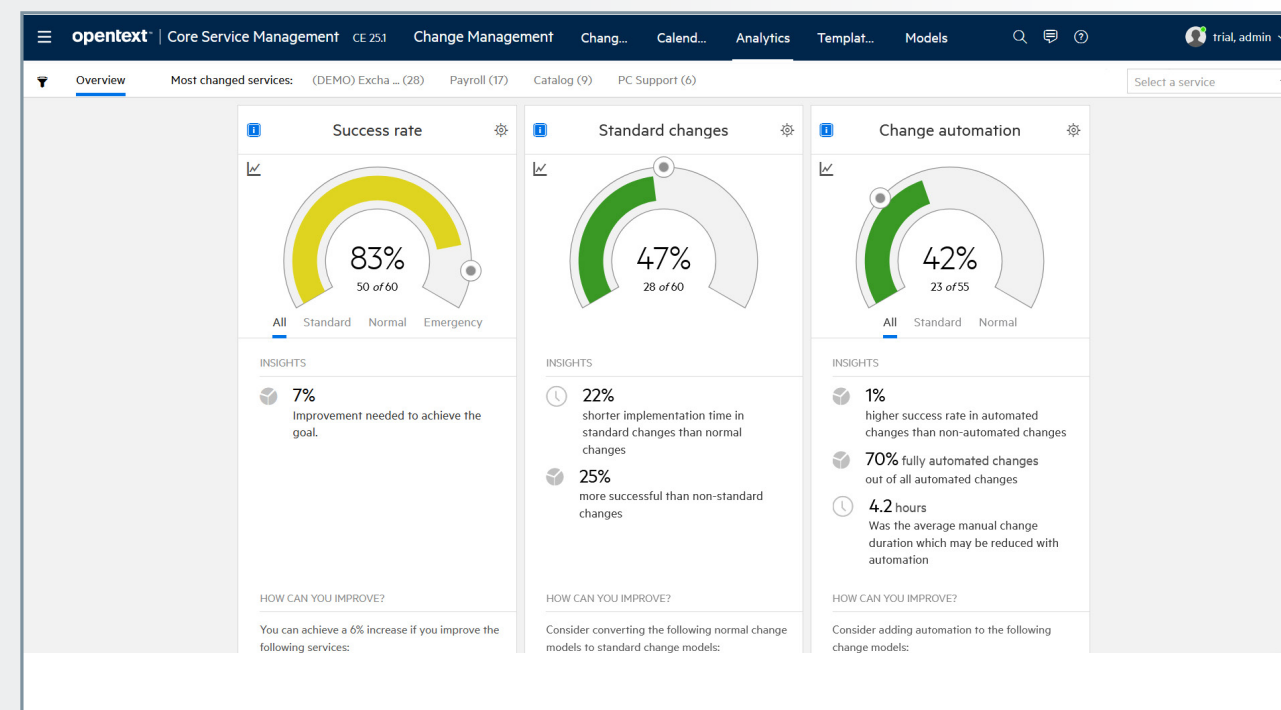 opentext™ | Core Service Management CE 25.1 Change Management Chang... Calend... Analytics Templat... Models trial, admin
Overview Most changed services: (DEMO) Excha ... (28) Payroll (17) Catalog (9) PC Support (6) Select a service
Success rate
83%
50 of 60
All Standard Normal Emergency
INSIGHTS
7%
Improvement needed to achieve the
goal.
HOW CAN YOU IMPROVE?
You can achieve a 6% increase if you improve the
following services:
Standard changes
47%
28 of 60
INSIGHTS
22%
shorter implementation time in
standard changes than normal
changes
25%
more successful than non-standard
changes
HOW CAN YOU IMPROVE?
Consider converting the following normal change
models to standard change models:
Change automation
42%
23 of 55
All Standard Normal
INSIGHTS
1%
higher success rate in automated
changes than non-automated changes
70% fully automated changes
out of all automated changes
4.2 hours
Was the average manual change
duration which may be reduced with
automation
HOW CAN YOU IMPROVE?
Consider adding automation to the following
change models: